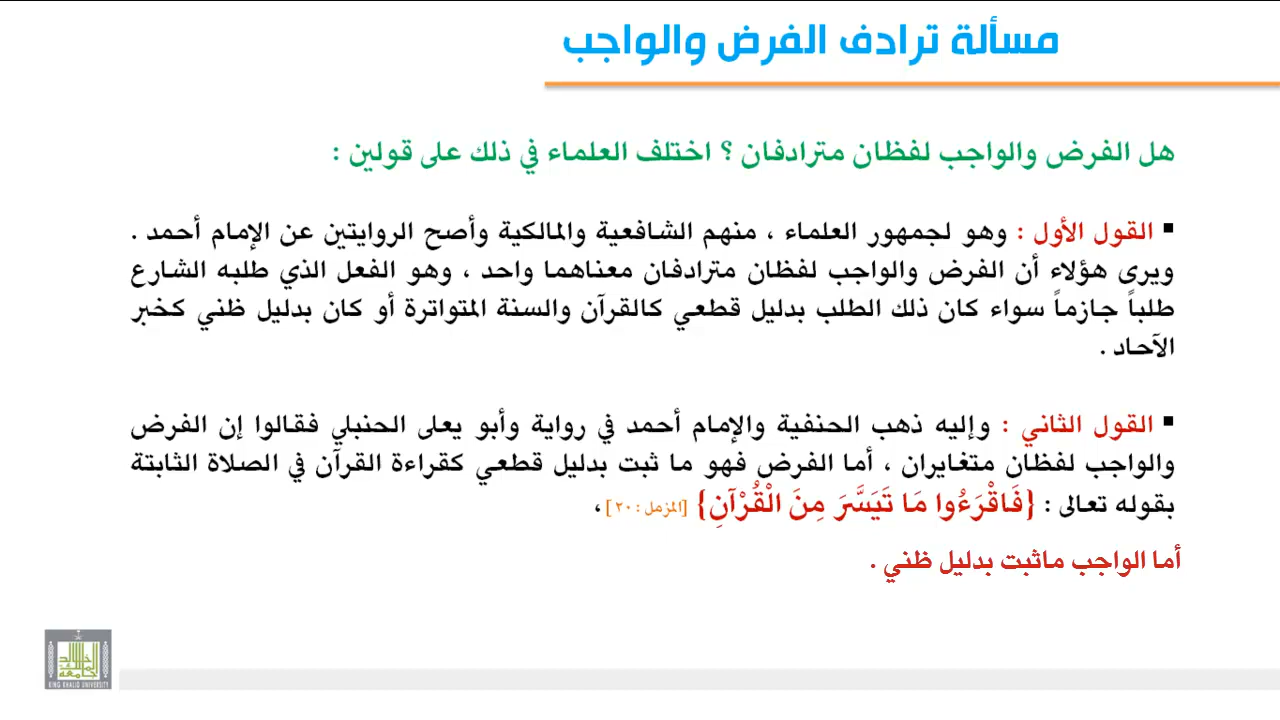 مسألة ترادف الفرض والواجب
هل الفرض والواجب لفظان مترادفان ؟ اختلف العلماء في ذلك على قولين :
▪ القول الأول : وهو لجمهور العلماء ، منهم الشافعية والمالكية وأصح الروايتين عن الإمام أحمد .
ويرى هؤلاء أن الفرض والواجب لفظان مترادفان معناهما واحد ، وهو الفعل الذي طلبه الشارع
طلباً جازماً سواء كان ذلك الطلب بدليل قطعي كالقرآن والسنة المتواترة أو كان بدليل ظني كخبر
الآحاد .
▪ القول الثاني : وإليه ذهب الحنفية والإمام أحمد في رواية وأبو يعلى الحنبلي فقالوا إن الفرض
والواجب لفظان متغايران ، أما الفرض فهو ما ثبت بدليل قطعي كقراءة القرآن في الصلاة الثابتة
بقوله تعالى : {فَاقْرَءُوا مَا تَيَسَّرَ مِنَ الْقُرْآنِ} [المزمل : ٢٠] ،
أما الواجب ماثبت بدليل ظني .
جامعة الملك خالد
KING KHALID UNIVERSITY